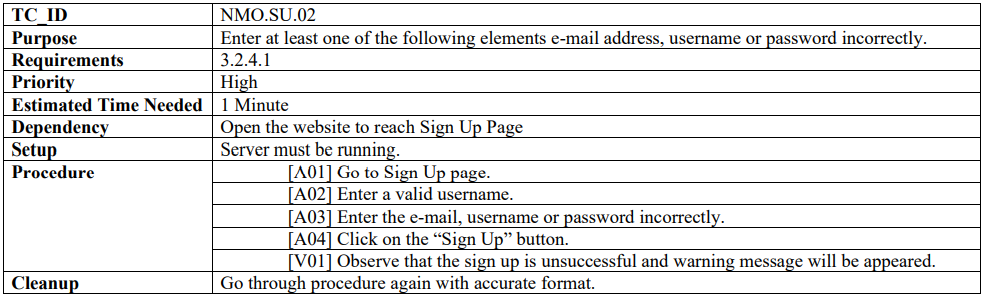 TC_ID NMO.SU.02
Purpose Enter at least one of the following elements e-mail address, username or password incorrectly.
Requirements 3.2.4.1
Priority High
Estimated Time Needed 1 Minute
Dependency Open the website to reach Sign Up Page
Setup Server must be running.
Procedure [A01] Go to Sign Up page.
[A02] Enter a valid username.
[A03] Enter the e-mail, username or password incorrectly.
[A04] Click on the “Sign Up” button.
[V01] Observe that the sign up is unsuccessful and warning message will be appeared.
Cleanup Go through procedure again with accurate format.